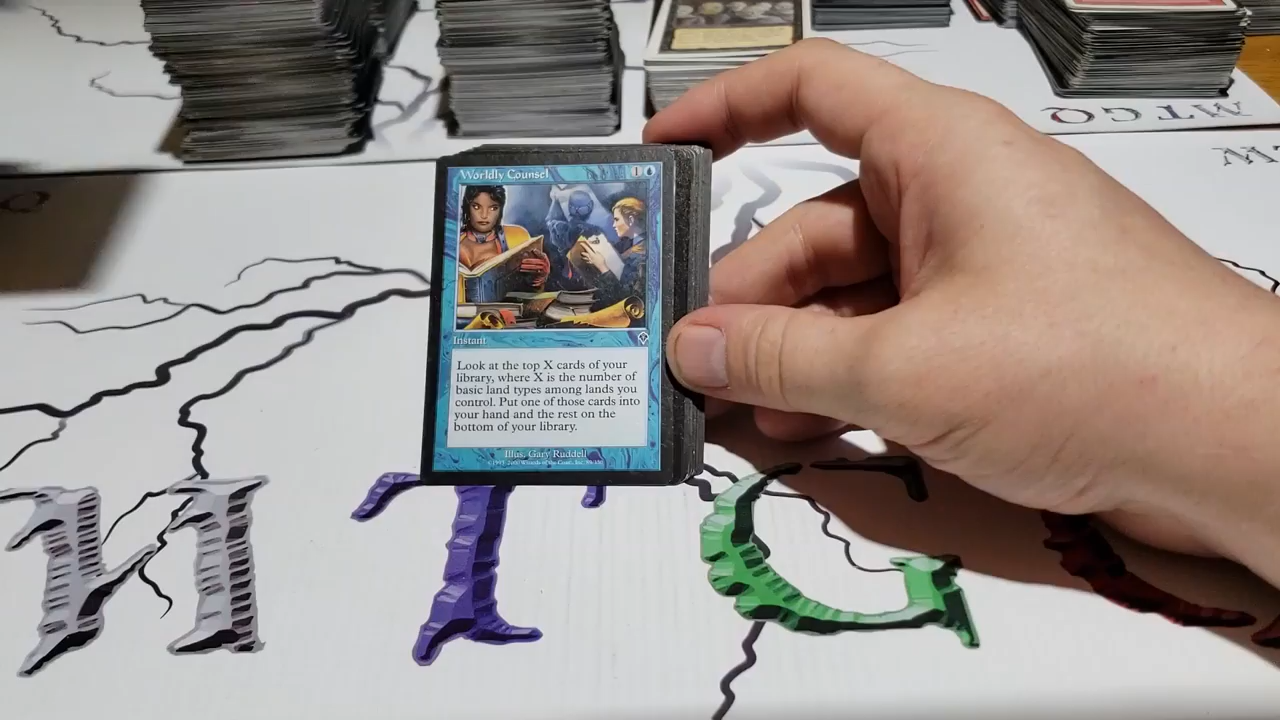 MTGQ
Worldly Counsel
1
Instant
Look at the top X cards of your
library, where X is the number of
basic land types among lands you
control. Put one of those cards into
your hand and the rest on the
bottom of your library.
Illus. Gary Ruddell
MTG